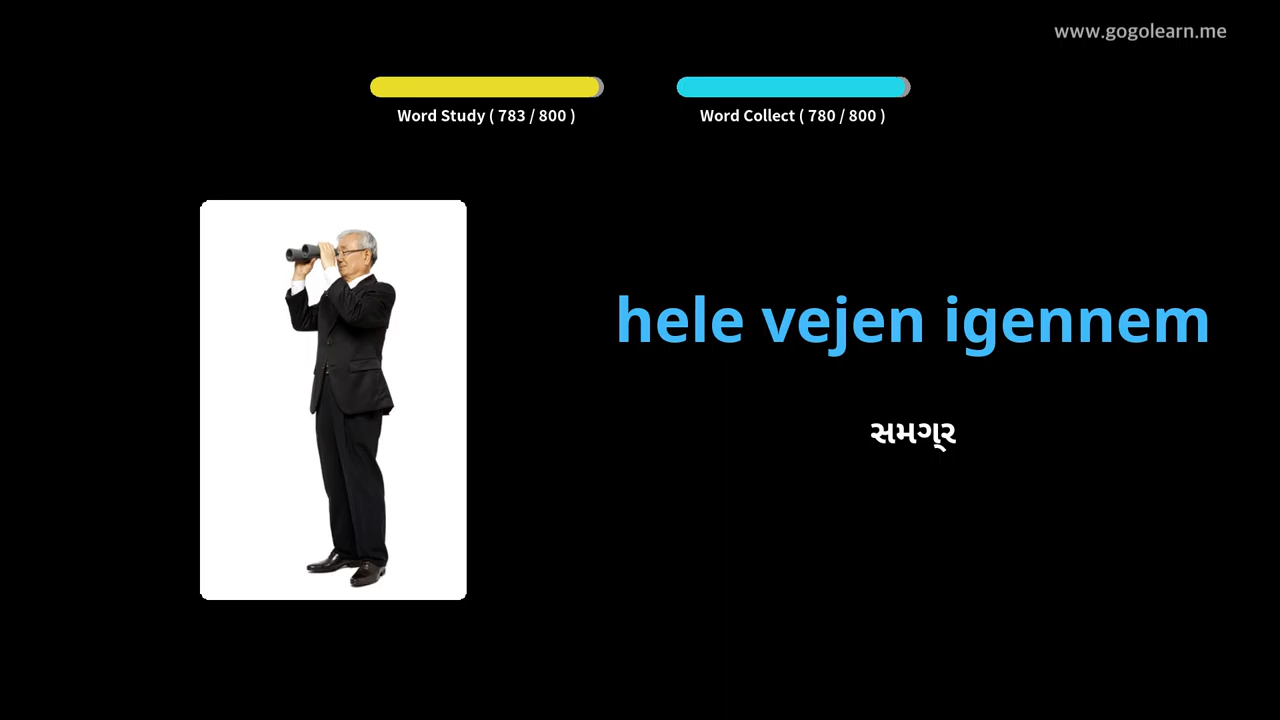 www.gogolearn.me
Word Study ( 783 / 800 )
Word Collect ( 780 / 800 )
hele vejen igennem
સમગ્ર